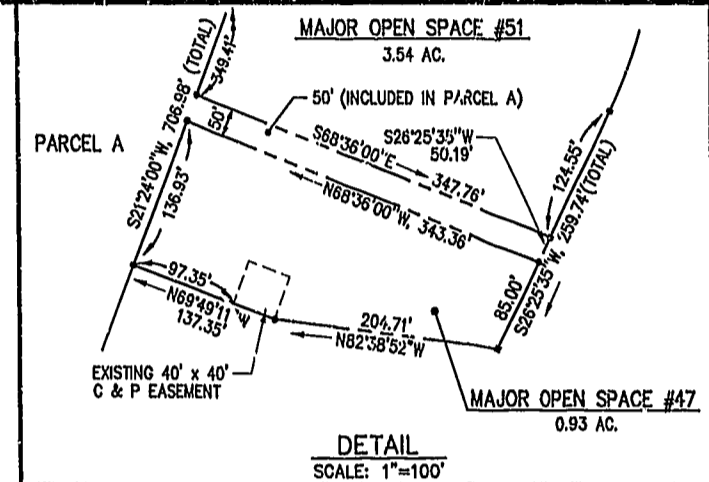 MAJOR OPEN SPACE #51
3.54 AC.
349.41'
50' (INCLUDED IN PARCEL A)
PARCEL A
S21°24'00"W, 706.98' (TOTAL)
50'
S68°36'00"E
347.76'
S26°25'35"W
50.19'
124.55'
136.93'
N68°36'00"W, 343.36'
S26°25'35"W, 259.74' (TOTAL)
85.00'
97.35'
N69°49'11"W
137.35'
204.71'
N82°38'52"W
EXISTING 40' x 40'
C & P EASEMENT
MAJOR OPEN SPACE #47
0.93 AC.
DETAIL
SCALE: 1"=100'